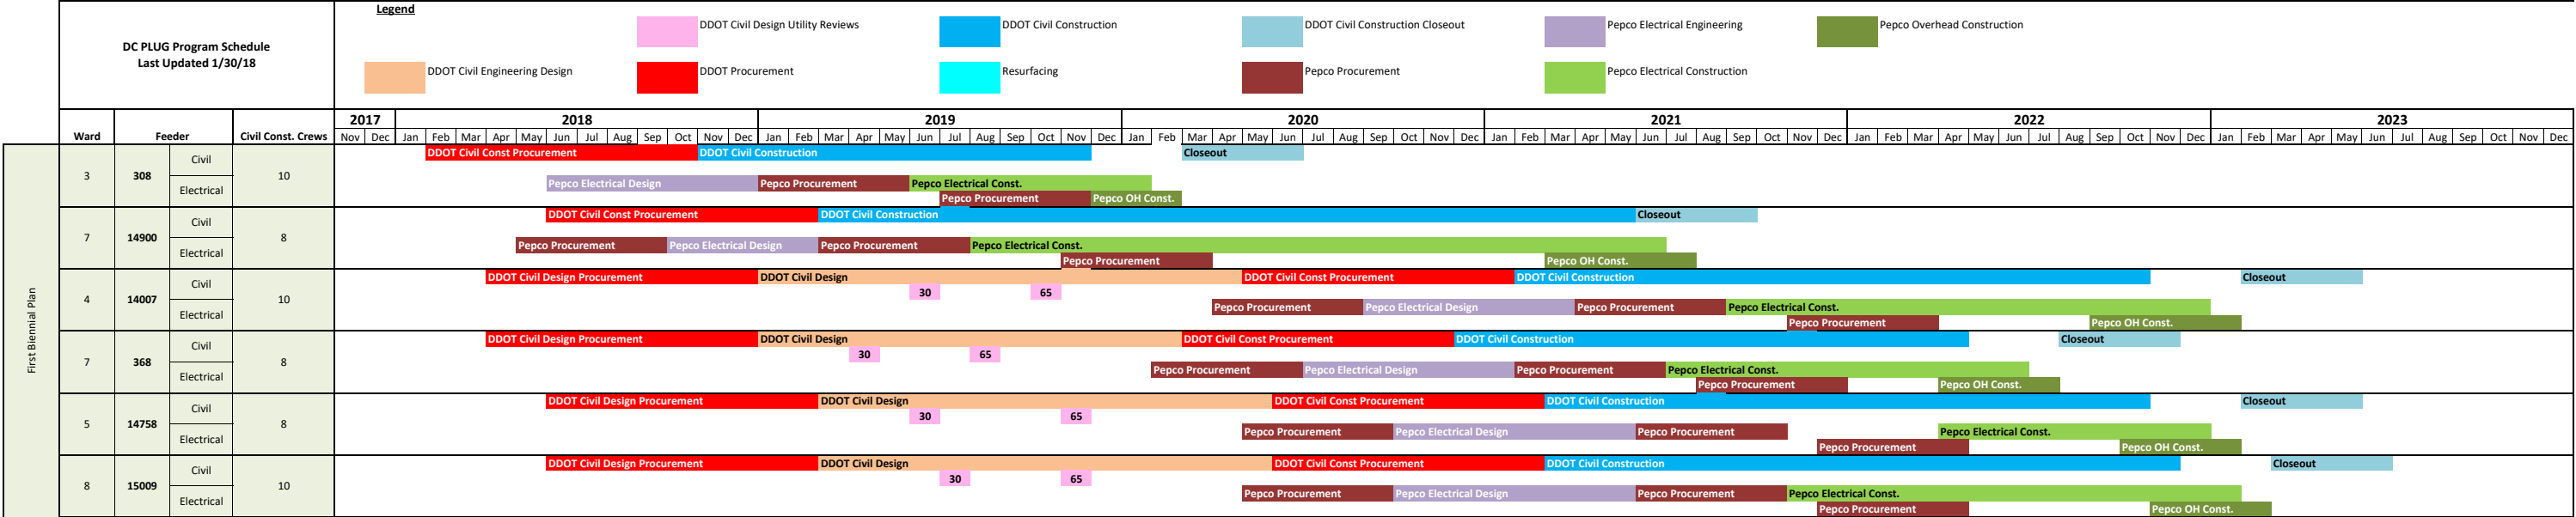 Legend
DDOT Civil Design Utility Reviews DDOT Civil Construction DDOT Civil Construction Closeout Pepco Electrical Engineering Pepco Overhead Construction
DC PLUG Program Schedule
Last Updated 1/30/18
DDOT Civil Engineering Design DDOT Procurement Resurfacing Pepco Procurement Pepco Electrical Construction
2017 2018 2019 2020 2021 2022 2023
Ward Feeder Civil Const. Crews Nov Dec Jan Feb Mar Apr May Jun Jul Aug Sep Oct Nov Dec Jan Feb Mar Apr May Jun Jul Aug Sep Oct Nov Dec Jan Feb Mar Apr May Jun Jul Aug Sep Oct Nov Dec Jan Feb Mar Apr May Jun Jul Aug Sep Oct Nov Dec Jan Feb Mar Apr May Jun Jul Aug Sep Oct Nov Dec Jan Feb Mar Apr May Jun Jul Aug Sep Oct Nov Dec
First Biennial Plan
Civil DDOT Civil Const Procurement DDOT Civil Construction Closeout
3 308 10
Electrical Pepco Electrical Design Pepco Procurement Pepco Electrical Const.
Pepco Procurement Pepco OH Const.
Civil DDOT Civil Const Procurement DDOT Civil Construction Closeout
7 14900 8
Electrical Pepco Procurement Pepco Electrical Design Pepco Procurement Pepco Electrical Const.
Pepco Procurement Pepco OH Const.
Civil DDOT Civil Design Procurement DDOT Civil Design DDOT Civil Const Procurement DDOT Civil Construction Closeout
30 65
4 14007 10
Electrical Pepco Procurement Pepco Electrical Design Pepco Procurement Pepco Electrical Const.
Pepco Procurement Pepco OH Const.
Civil DDOT Civil Design Procurement DDOT Civil Design DDOT Civil Const Procurement DDOT Civil Construction Closeout
30 65
7 368 8
Electrical Pepco Procurement Pepco Electrical Design Pepco Procurement Pepco Electrical Const.
Pepco Procurement Pepco OH Const.
Civil DDOT Civil Design Procurement DDOT Civil Design DDOT Civil Const Procurement DDOT Civil Construction Closeout
30 65
5 14758 8
Electrical Pepco Procurement Pepco Electrical Design Pepco Procurement Pepco Electrical Const.
Pepco Procurement Pepco OH Const.
Civil DDOT Civil Design Procurement DDOT Civil Design DDOT Civil Const Procurement DDOT Civil Construction Closeout
30 65
8 15009 10
Electrical Pepco Procurement Pepco Electrical Design Pepco Procurement Pepco Electrical Const.
Pepco Procurement Pepco OH Const.